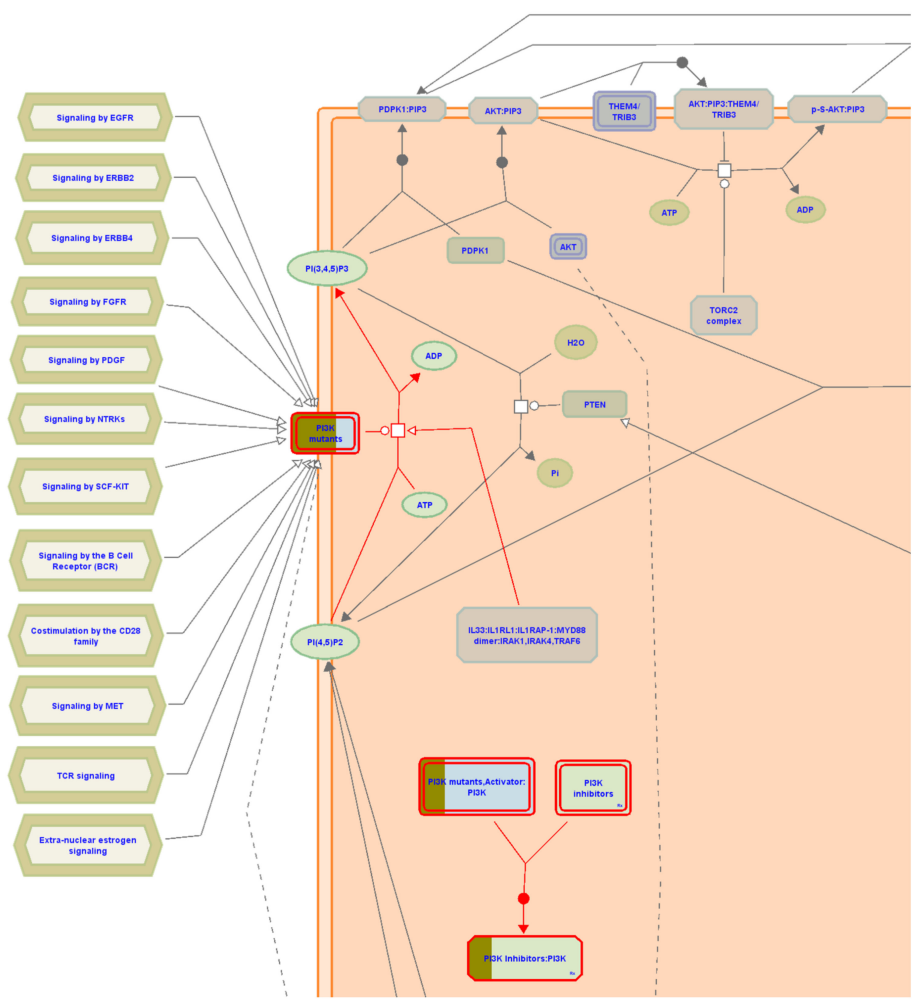 PDPK1:PIP3
AKT:PIP3
THEM4/
TRIB3
AKT:PIP3:THEM4/
TRIB3
p-S-AKT:PIP3
Signaling by EGFR
Signaling by ERBB2
Signaling by ERBB4
Signaling by FGFR
Signaling by PDGF
Signaling by NTRKs
Signaling by SCF-KIT
Signaling by the B Cell
Receptor (BCR)
Costimulation by the CD28
family
Signaling by MET
TCR signaling
Extra-nuclear estrogen
signaling
ATP
ADP
PI(3,4,5)P3
PDPK1
AKT
TORC2
complex
ADP
H2O
PI3K
mutants
PTEN
Pi
ATP
PI(4,5)P2
IL33:IL1RL1:IL1RAP-1:MYD88
dimer:IRAK1,IRAK4,TRAF6
PI3K mutants,Activator:
PI3K
PI3K
inhibitors
Rx
PI3K Inhibitors:PI3K
Rx